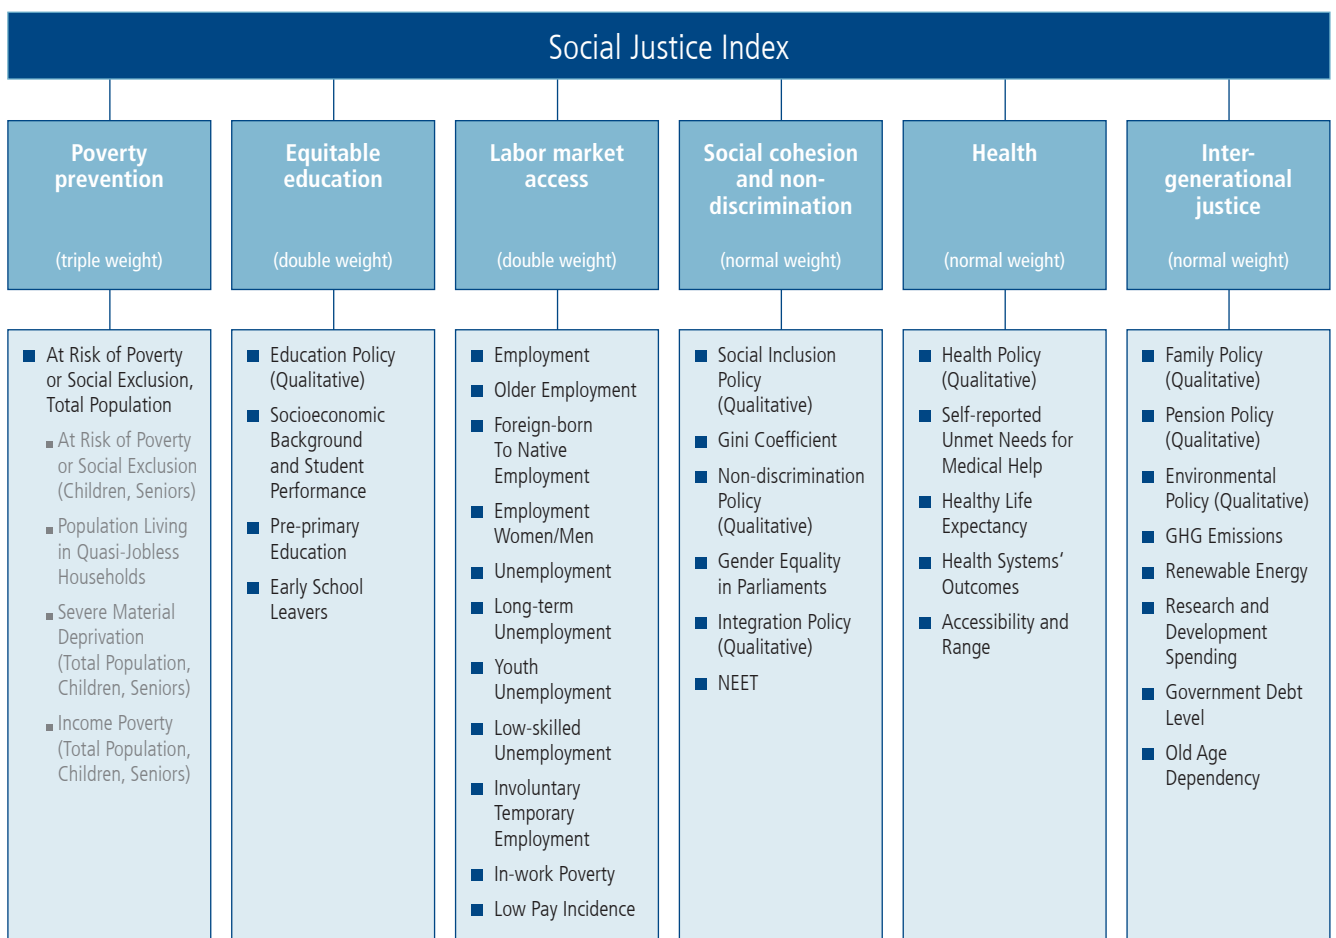 Social Justice Index
Poverty
prevention
(triple weight)
Equitable
education
(double weight)
Labor market
access
(double weight)
Social cohesion
and non-
discrimination
(normal weight)
Health
(normal weight)
Inter-
generational
justice
(normal weight)
At Risk of Poverty
or Social Exclusion,
Total Population
At Risk of Poverty
or Social Exclusion
(Children, Seniors)
Population Living
in Quasi-Jobless
Households
Severe Material
Deprivation
(Total Population,
Children, Seniors)
Income Poverty
(Total Population,
Children, Seniors)
Education Policy
(Qualitative)
Socioeconomic
Background
and Student
Performance
Pre-primary
Education
Early School
Leavers
Employment
Older Employment
Foreign-born
To Native
Employment
Employment
Women/Men
Unemployment
Long-term
Unemployment
Youth
Unemployment
Low-skilled
Unemployment
Involuntary
Temporary
Employment
In-work Poverty
Low Pay Incidence
Social Inclusion
Policy
(Qualitative)
Gini Coefficient
Non-discrimination
Policy
(Qualitative)
Gender Equality
in Parliaments
Integration Policy
(Qualitative)
NEET
Health Policy
(Qualitative)
Self-reported
Unmet Needs for
Medical Help
Healthy Life
Expectancy
Health Systems‘
Outcomes
Accessibility and
Range
Family Policy
(Qualitative)
Pension Policy
(Qualitative)
Environmental
Policy (Qualitative)
GHG Emissions
Renewable Energy
Research and
Development
Spending
Government Debt
Level
Old Age
Dependency